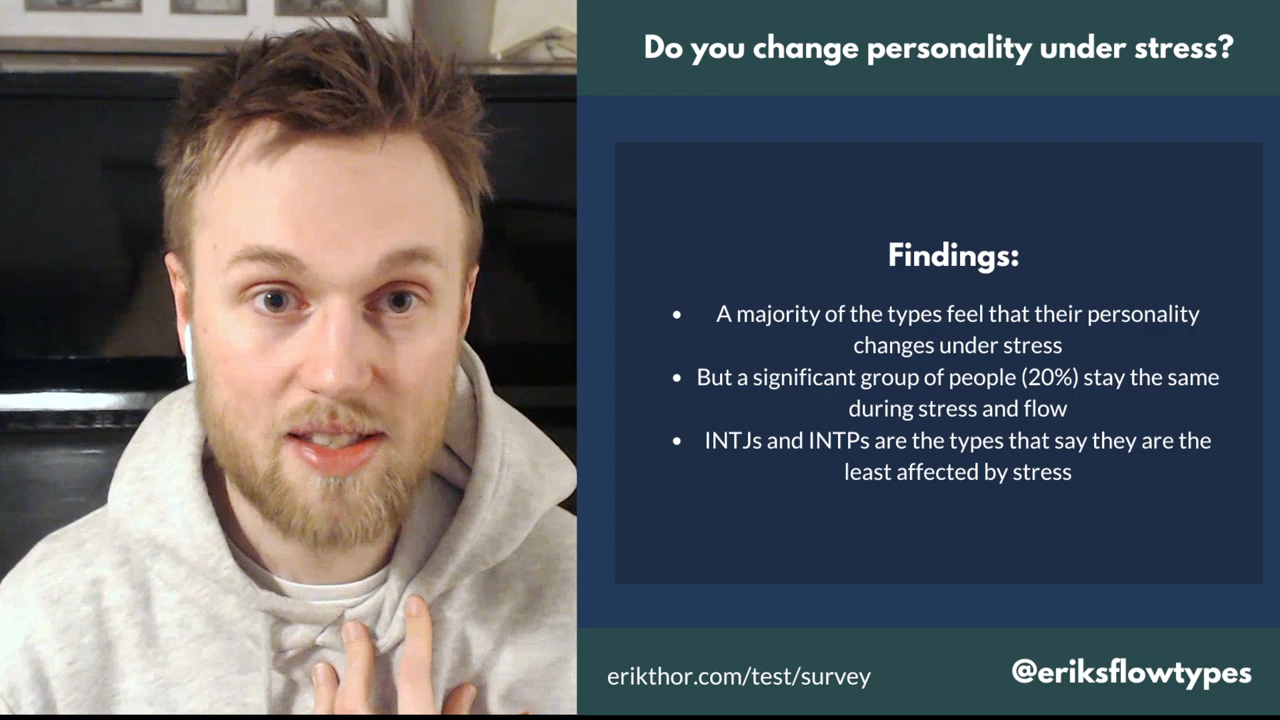 Do you change personality under stress?
Findings:
• A majority of the types feel that their personality
changes under stress
• But a significant group of people (20%) stay the same
during stress and flow
• INTJs and INTPs are the types that say they are the
least affected by stress
erikthor.com/test/survey
@eriksflowtypes